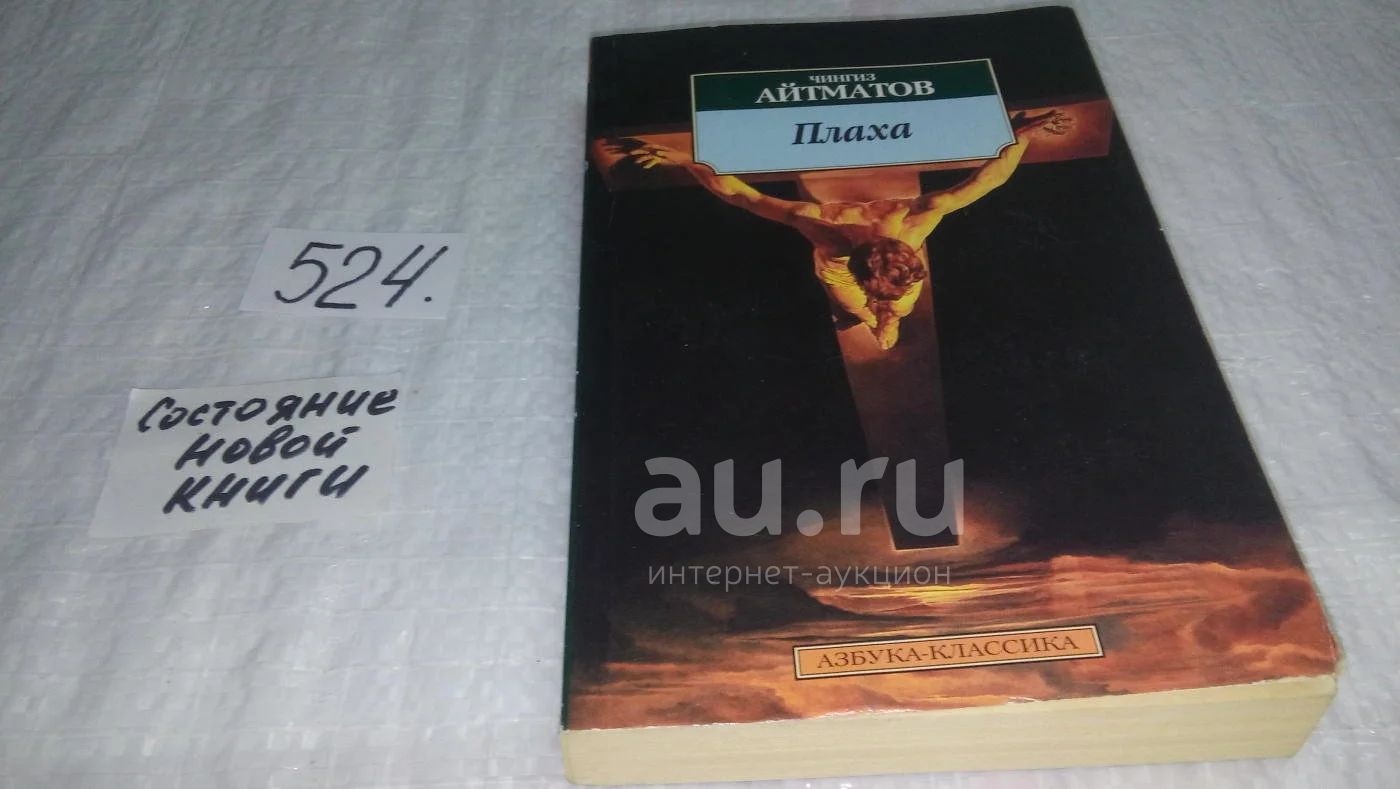 524.
Состояние
новой
книги
ЧИНГИЗ
АЙТМАТОВ
Плаха
au.ru
интернет-аукцион
АЗБУКА-КЛАССИКА